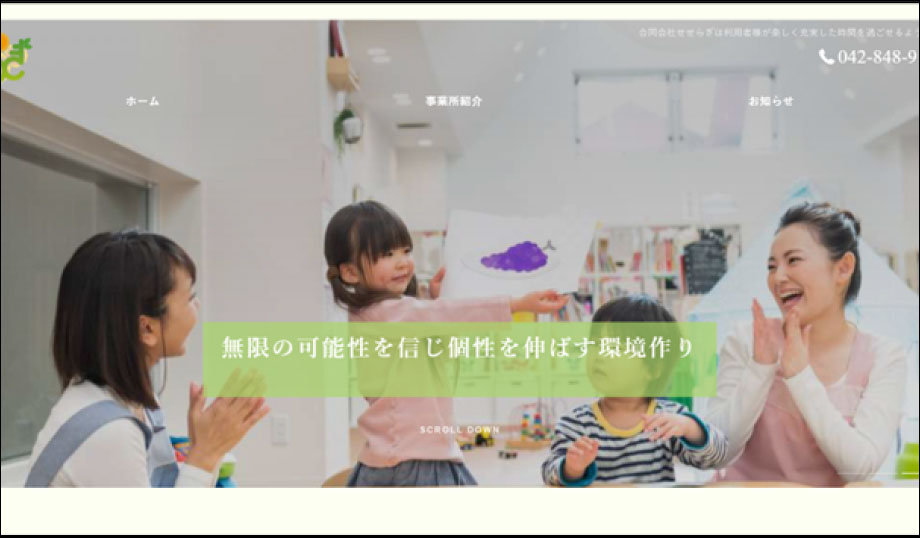 合同会社せせらぎは利用者様が楽しく充実した時間を過ごせるよう
042-848-9
ホーム 事業所紹介 お知らせ
無限の可能性を信じ個性を伸ばす環境作り
SCROLL DOWN